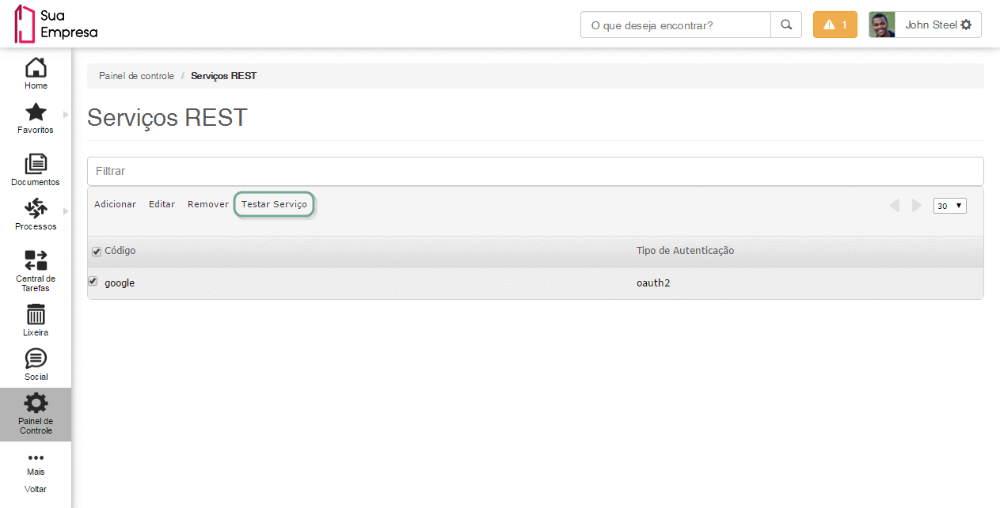 Sua
Empresa
O que deseja encontrar?
1
John Steel
Home
Favoritos
Documentos
Processos
Central de
Tarefas
Lixeira
Social
Painel de
Controle
Mais
Voltar
Painel de controle / Serviços REST
Serviços REST
Filtrar
Adicionar Editar Remover Testar Serviço 30
Código Tipo de Autenticação
google oauth2